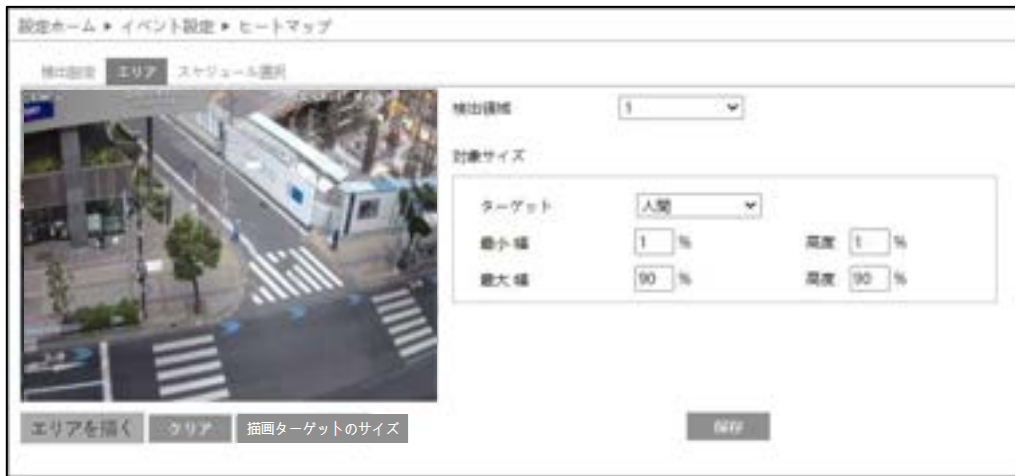 設定ホーム ▸ イベント設定 ▸ ヒートマップ
検出設定 エリア スケジュール選択
検出領域 1
対象サイズ
ターゲット 人間
最小 幅 1 % 高度 1 %
最大 幅 90 % 高度 90 %
エリアを描く クリア 描画ターゲットのサイズ 保存